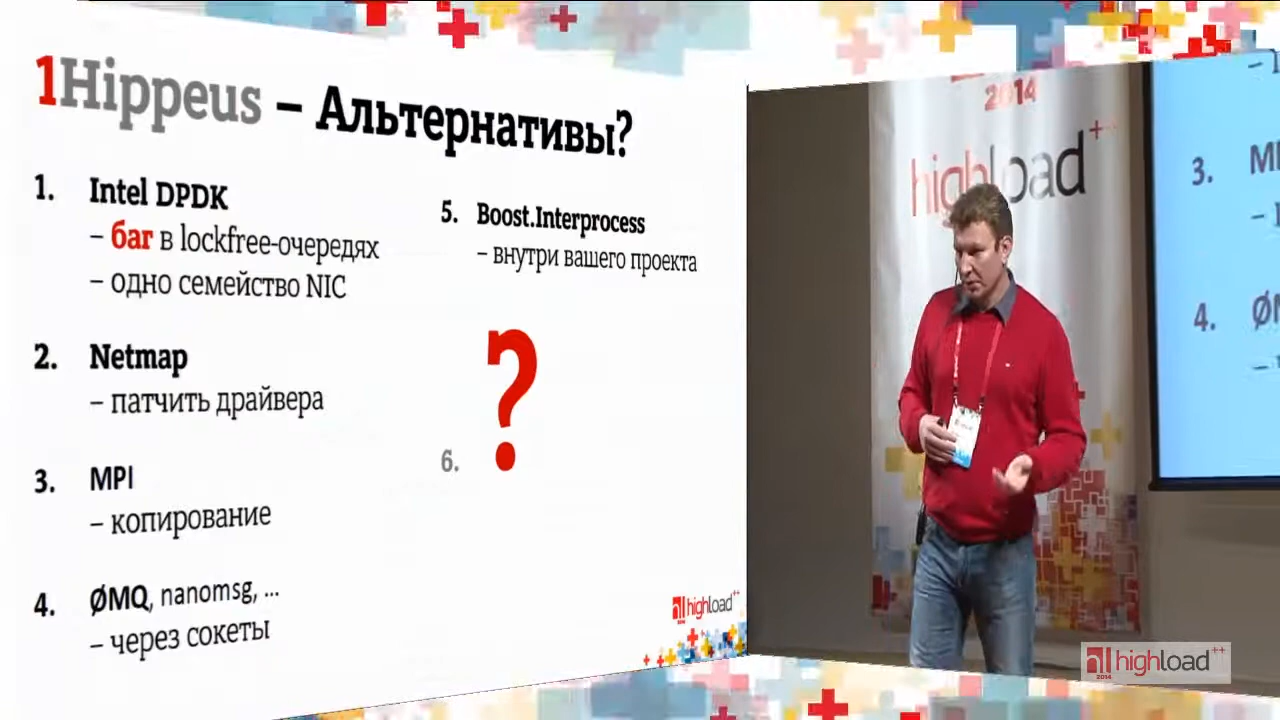 1Hippeus – Альтернативы?
1. Intel DPDK
– баг в lockfree-очередях
– одно семейство NIC
2. Netmap
– патчить драйвера
3. MPI
– копирование
4. ØMQ, nanomsg, ...
– через сокеты
5. Boost.Interprocess
– внутри вашего проекта
6. ?
highload++
2014
highload++
3.
4.
highload++
2014